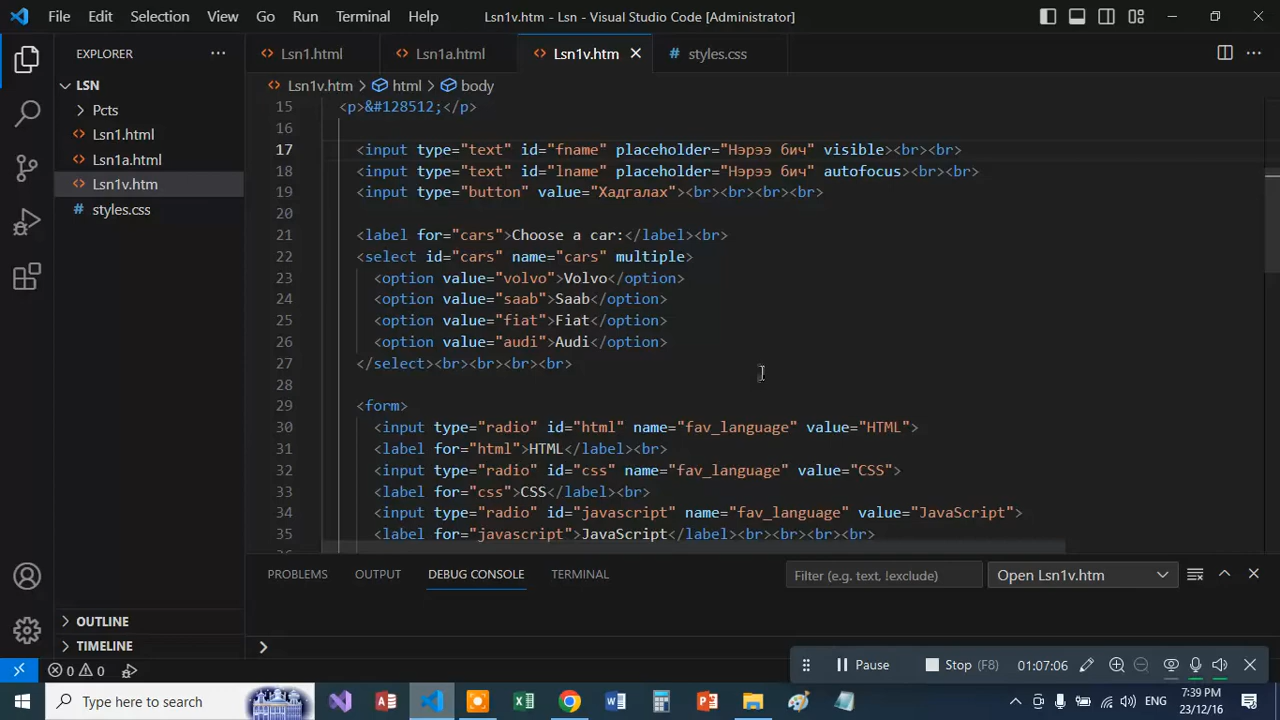 File Edit Selection View Go Run Terminal Help Lsn1v.htm - Lsn - Visual Studio Code [Administrator]
EXPLORER
LSN
Pcts
Lsn1.html
Lsn1a.html
Lsn1v.htm
styles.css
OUTLINE
TIMELINE
Lsn1.html Lsn1a.html Lsn1v.htm styles.css
Lsn1v.htm > html > body
15 <p>&#128512;</p>
16
17 <input type="text" id="fname" placeholder="Нэрээ бич" visible><br><br>
18 <input type="text" id="lname" placeholder="Нэрээ бич" autofocus><br><br>
19 <input type="button" value="Хадгалах"><br><br><br><br>
20
21 <label for="cars">Choose a car:</label><br>
22 <select id="cars" name="cars" multiple>
23 <option value="volvo">Volvo</option>
24 <option value="saab">Saab</option>
25 <option value="fiat">Fiat</option>
26 <option value="audi">Audi</option>
27 </select><br><br><br><br>
28
29 <form>
30 <input type="radio" id="html" name="fav_language" value="HTML">
31 <label for="html">HTML</label><br>
32 <input type="radio" id="css" name="fav_language" value="CSS">
33 <label for="css">CSS</label><br>
34 <input type="radio" id="javascript" name="fav_language" value="JavaScript">
35 <label for="javascript">JavaScript</label><br><br><br><br>
PROBLEMS OUTPUT DEBUG CONSOLE TERMINAL Filter (e.g. text, !exclude) Open Lsn1v.htm
0 0
Pause Stop (F8) 01:07:06
Type here to search
ENG
7:39 PM
23/12/16